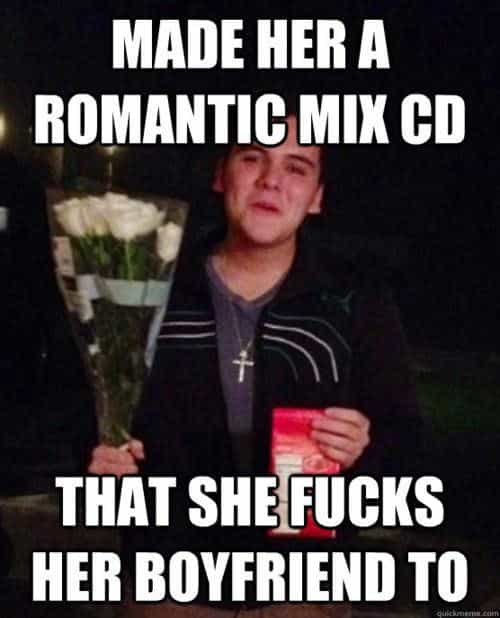 MADE HER A
ROMANTIC MIX CD
THAT SHE FUCKS
HER BOYFRIEND TO
quickmeme.com